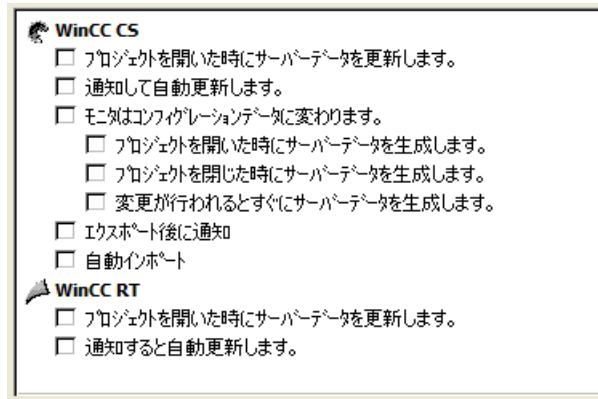 WinCC CS
プロジェクトを開いた時にサーバーデータを更新します。
通知して自動更新します。
モニタはコンフィグレーションデータに変わります。
プロジェクトを開いた時にサーバーデータを生成します。
プロジェクトを閉じた時にサーバーデータを生成します。
変更が行われるとすぐにサーバーデータを生成します。
エクスポート後に通知
自動インポート
WinCC RT
プロジェクトを開いた時にサーバーデータを更新します。
通知すると自動更新します。